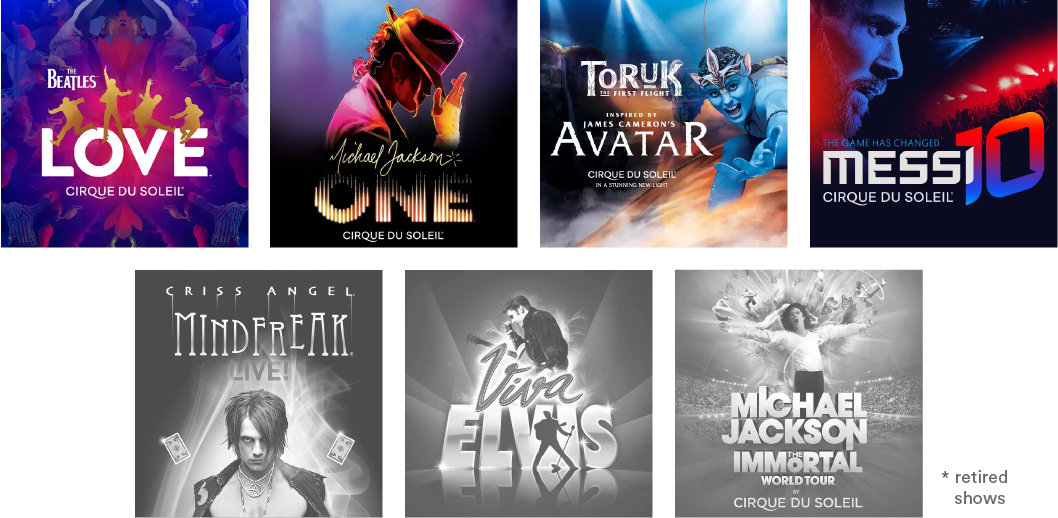 THE
BEATLES
LOVE
CIRQUE DU SOLEIL
Michael Jackson
ONE
CIRQUE DU SOLEIL
TORUK
THE FIRST FLIGHT
INSPIRED BY
JAMES CAMERON'S
AVATAR
CIRQUE DU SOLEIL
IN A STUNNING NEW LIGHT
THE GAME HAS CHANGED
MESSI10
CIRQUE DU SOLEIL
CRISS ANGEL
MINDFREAK
LIVE!
Viva
ELVIS
MICHAEL
JACKSON
THE
IMMORTAL
WORLD TOUR
BY
CIRQUE DU SOLEIL
* retired
shows